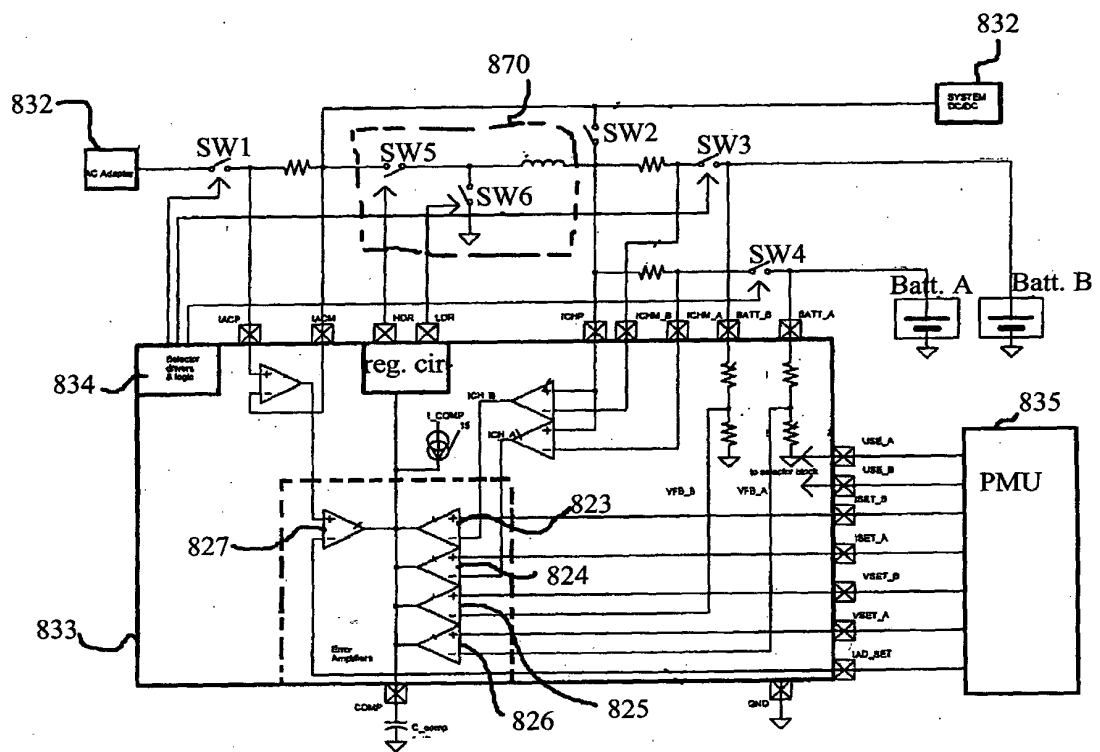 832
870
832
SYSTEM
DC/DC
SW1
SW2
SW3
SW5
AC Adapter
SW6
SW4
Batt. A
Batt. B
IACP
IACM
HDR
LDR
ICHP
ICHM_B
ICHM_A
BATT_B
BATT_A
834
Selector
drivers
& logic
reg. cir.
ICH_B
I_COMP
15
ICH_A
835
USE_A
to selector block
USE_B
PMU
VFB_B
VFB_A
ISET_B
823
827
ISET_A
824
VSET_B
833
VSET_A
Error
Amplifiers
IAD_SET
COMP
826
825
GND
C_comp